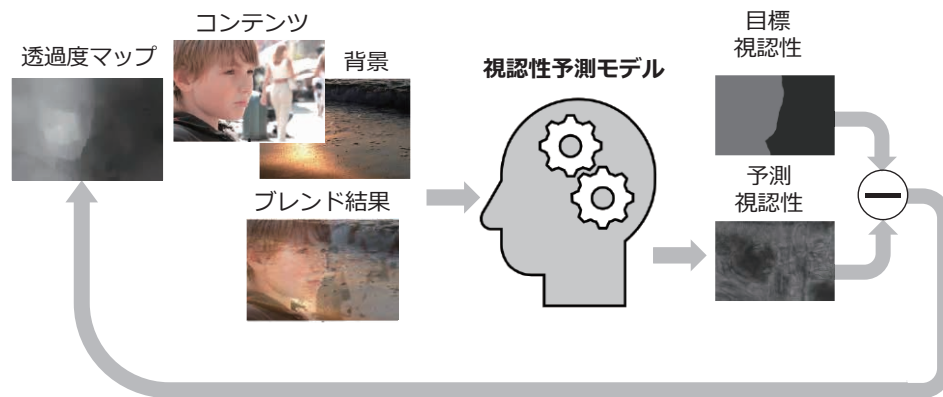 コンテンツ
透過度マップ
背景
ブレンド結果
視認性予測モデル
目標
視認性
予測
視認性